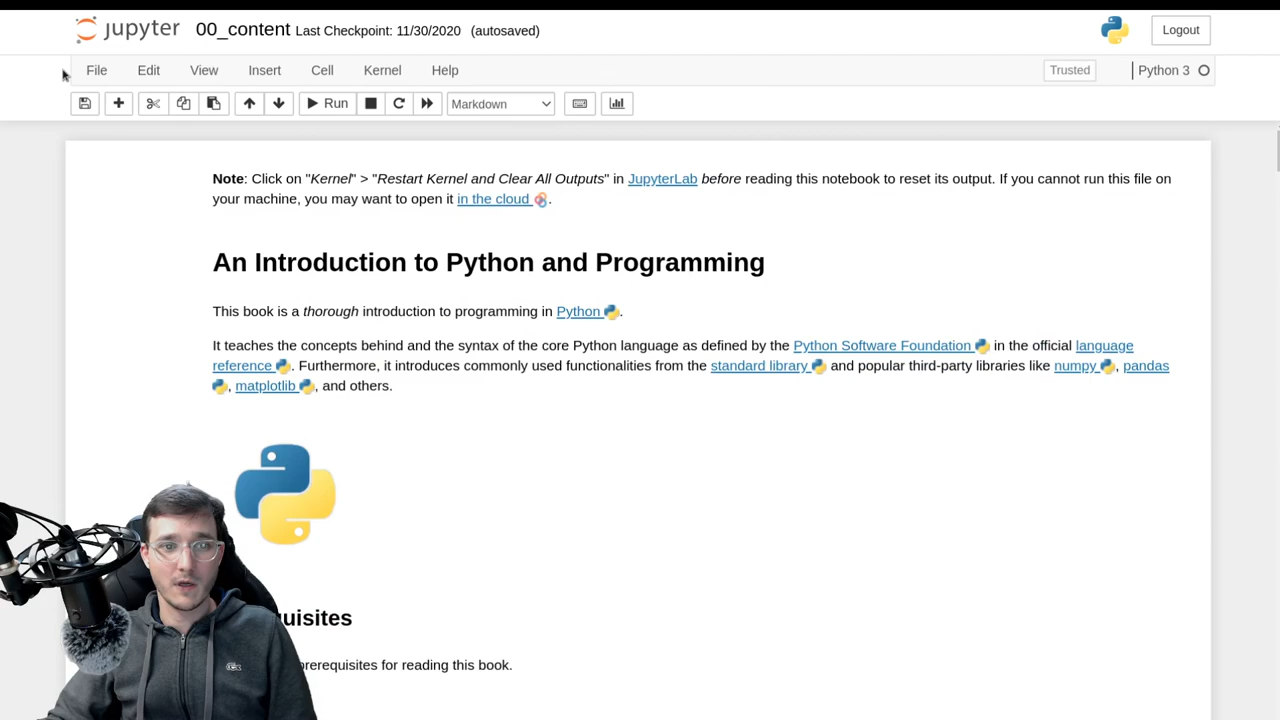 jupyter 00_content Last Checkpoint: 11/30/2020 (autosaved) Logout
File Edit View Insert Cell Kernel Help Trusted Python 3
Run Markdown
Note: Click on "Kernel" > "Restart Kernel and Clear All Outputs" in JupyterLab before reading this notebook to reset its output. If you cannot run this file on
your machine, you may want to open it in the cloud.
An Introduction to Python and Programming
This book is a thorough introduction to programming in Python.
It teaches the concepts behind and the syntax of the core Python language as defined by the Python Software Foundation in the official language
reference. Furthermore, it introduces commonly used functionalities from the standard library and popular third-party libraries like numpy, pandas
, matplotlib, and others.
uisites
prerequisites for reading this book.